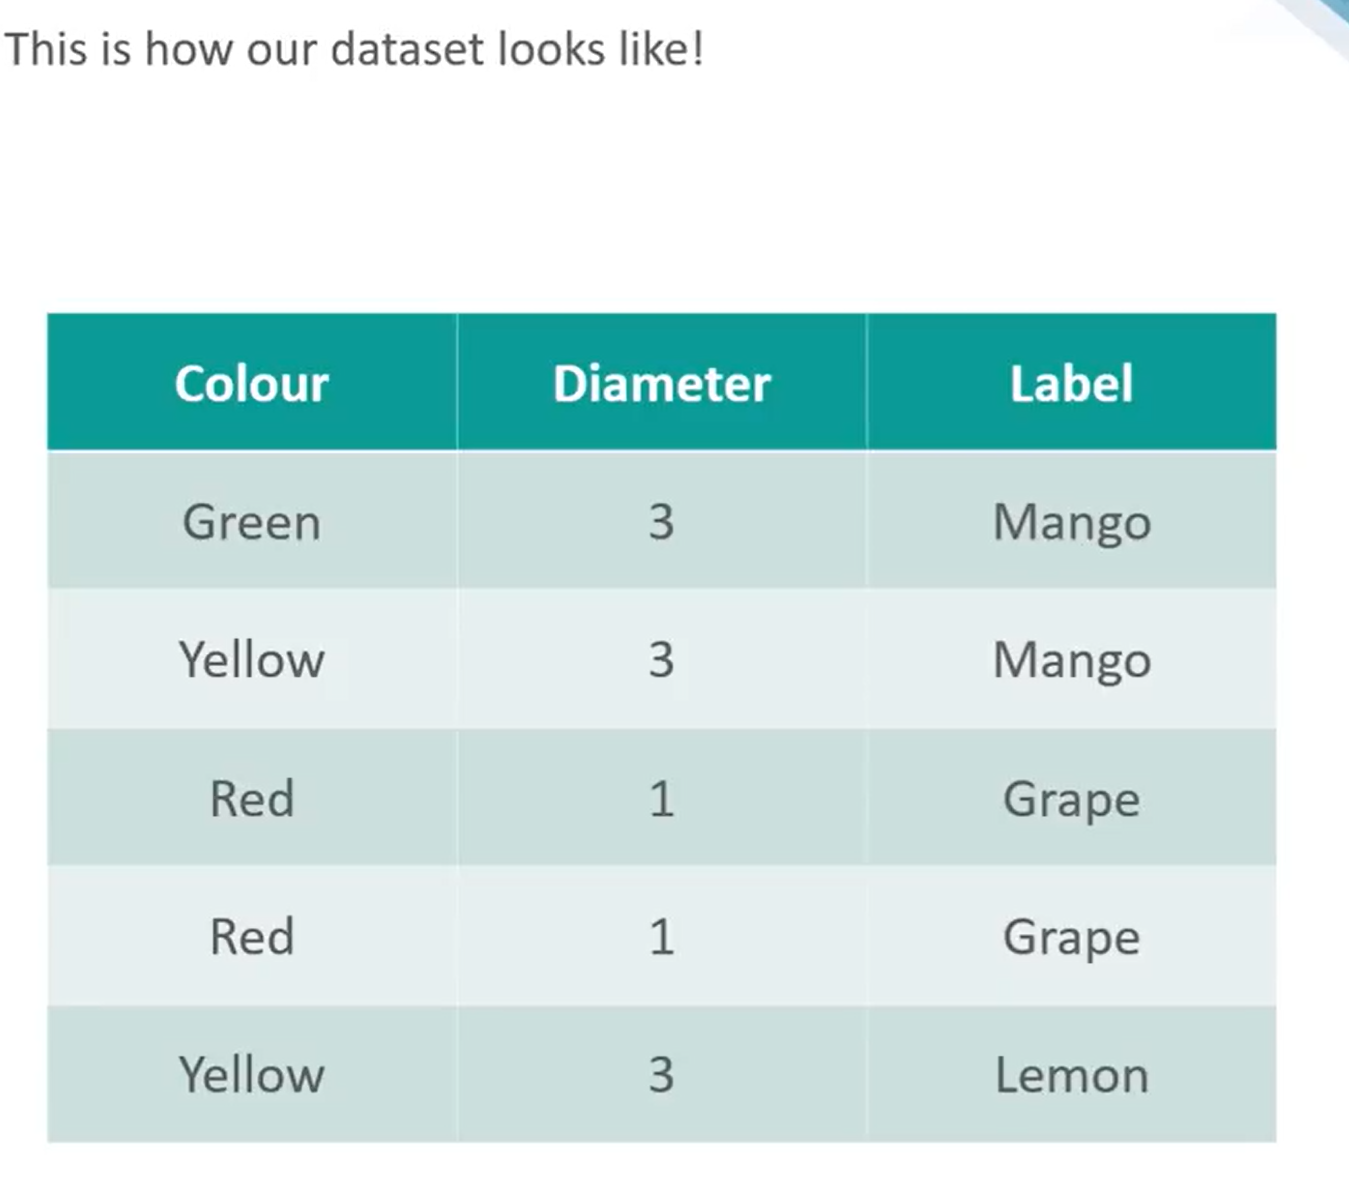 This is how our dataset looks like!
Colour Diameter Label
Green 3 Mango
Yellow 3 Mango
Red 1 Grape
Red 1 Grape
Yellow 3 Lemon